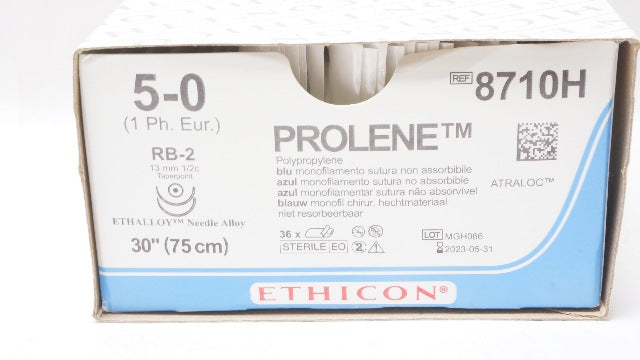 5-0
(1 Ph. Eur.)
RB-2
13 mm 1/2c
Taperpoint
ETHALLOY™ Needle Alloy
30" (75 cm)
REF 8710H
PROLENE™
Polypropylene
blu monofilamento sutura non assorbibile
azul monofilamento sutura no absorbible
azul monofilamentar sutura não absorvível
blauw monofil chirur. hechtmateriaal
niet resorbeerbaar
ATRALOC™
36 x
STERILE EO 2
LOT MGH066
2023-05-31
ETHICON®